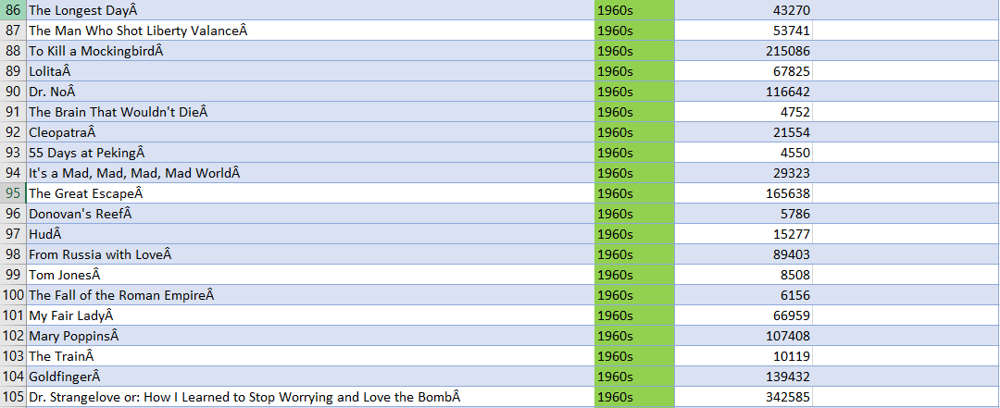 86 The Longest DayÂ 1960s 43270
87 The Man Who Shot Liberty ValanceÂ 1960s 53741
88 To Kill a MockingbirdÂ 1960s 215086
89 LolitaÂ 1960s 67825
90 Dr. NoÂ 1960s 116642
91 The Brain That Wouldn't DieÂ 1960s 4752
92 CleopatraÂ 1960s 21554
93 55 Days at PekingÂ 1960s 4550
94 It's a Mad, Mad, Mad, Mad WorldÂ 1960s 29323
95 The Great EscapeÂ 1960s 165638
96 Donovan's ReefÂ 1960s 5786
97 HudÂ 1960s 15277
98 From Russia with LoveÂ 1960s 89403
99 Tom JonesÂ 1960s 8508
100 The Fall of the Roman EmpireÂ 1960s 6156
101 My Fair LadyÂ 1960s 66959
102 Mary PoppinsÂ 1960s 107408
103 The TrainÂ 1960s 10119
104 GoldfingerÂ 1960s 139432
105 Dr. Strangelove or: How I Learned to Stop Worrying and Love the BombÂ 1960s 342585